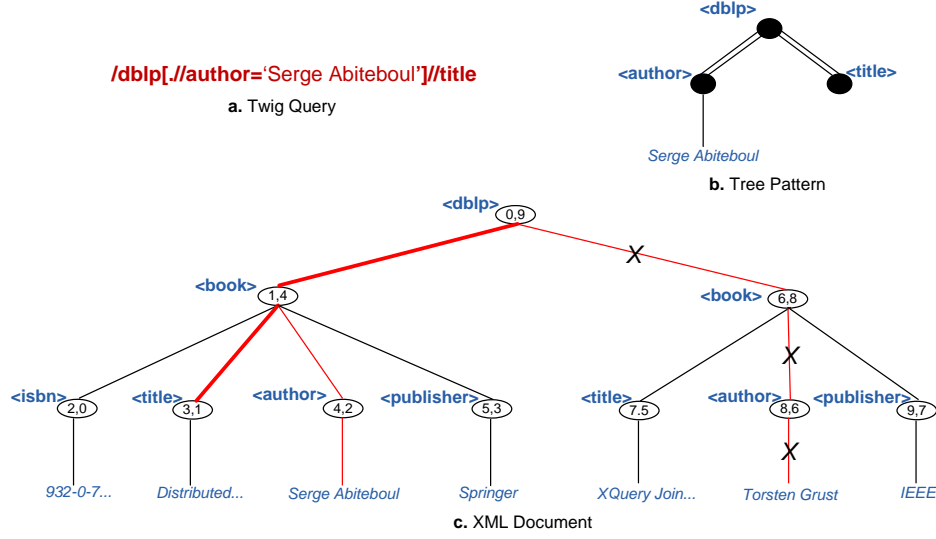 <dblp>
/dblp[.//author=‘Serge Abiteboul’]//title
<author>
<title>
a. Twig Query
Serge Abiteboul
b. Tree Pattern
<dblp>
0,9
X
<book>
1,4
<book>
6,8
X
<isbn>
2,0
<title>
3,1
<author>
4,2
<publisher>
5,3
<title>
7.5
<author>
8,6
<publisher>
9,7
X
932-0-7...
Distributed...
Serge Abiteboul
Springer
XQuery Join...
Torsten Grust
IEEE
c. XML Document